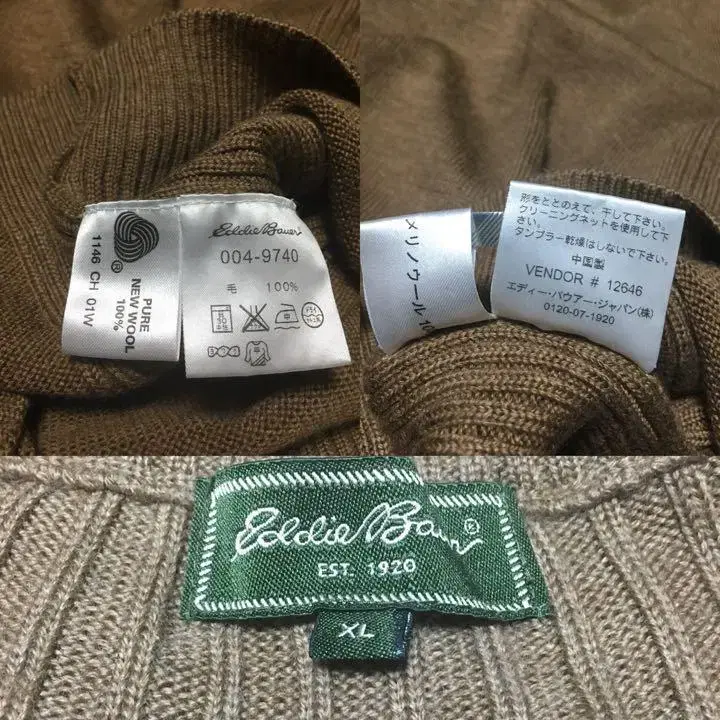 1146 CH 01W
PURE
NEW WOOL
100%
Eddie Bauer
004-9740
毛 100%
中
ドライ
メリノウール
形をととのえて、干して下さい。
クリーニングネットを使用して下さい。
タンブラー乾燥はしないで下さい。
中国製
VENDOR # 12646
エディー・バウアー・ジャパン(株)
0120-07-1920
Eddie Bauer®
EST. 1920
XL